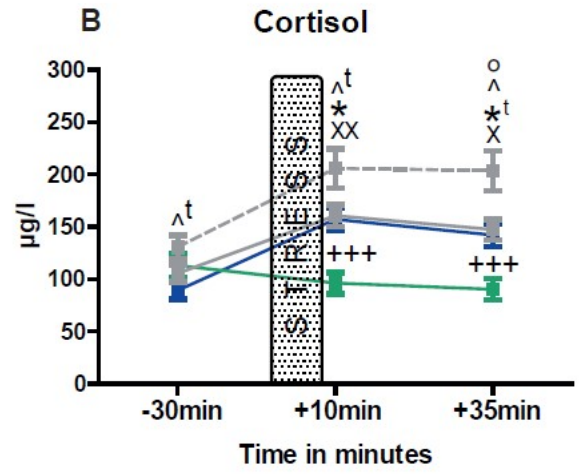 B
Cortisol
µg/l
300
250
200
150
100
50
0
STRESS
^t
^t
*
XX
+++
o
^
*t
X
+++
-30min
+10min
+35min
Time in minutes